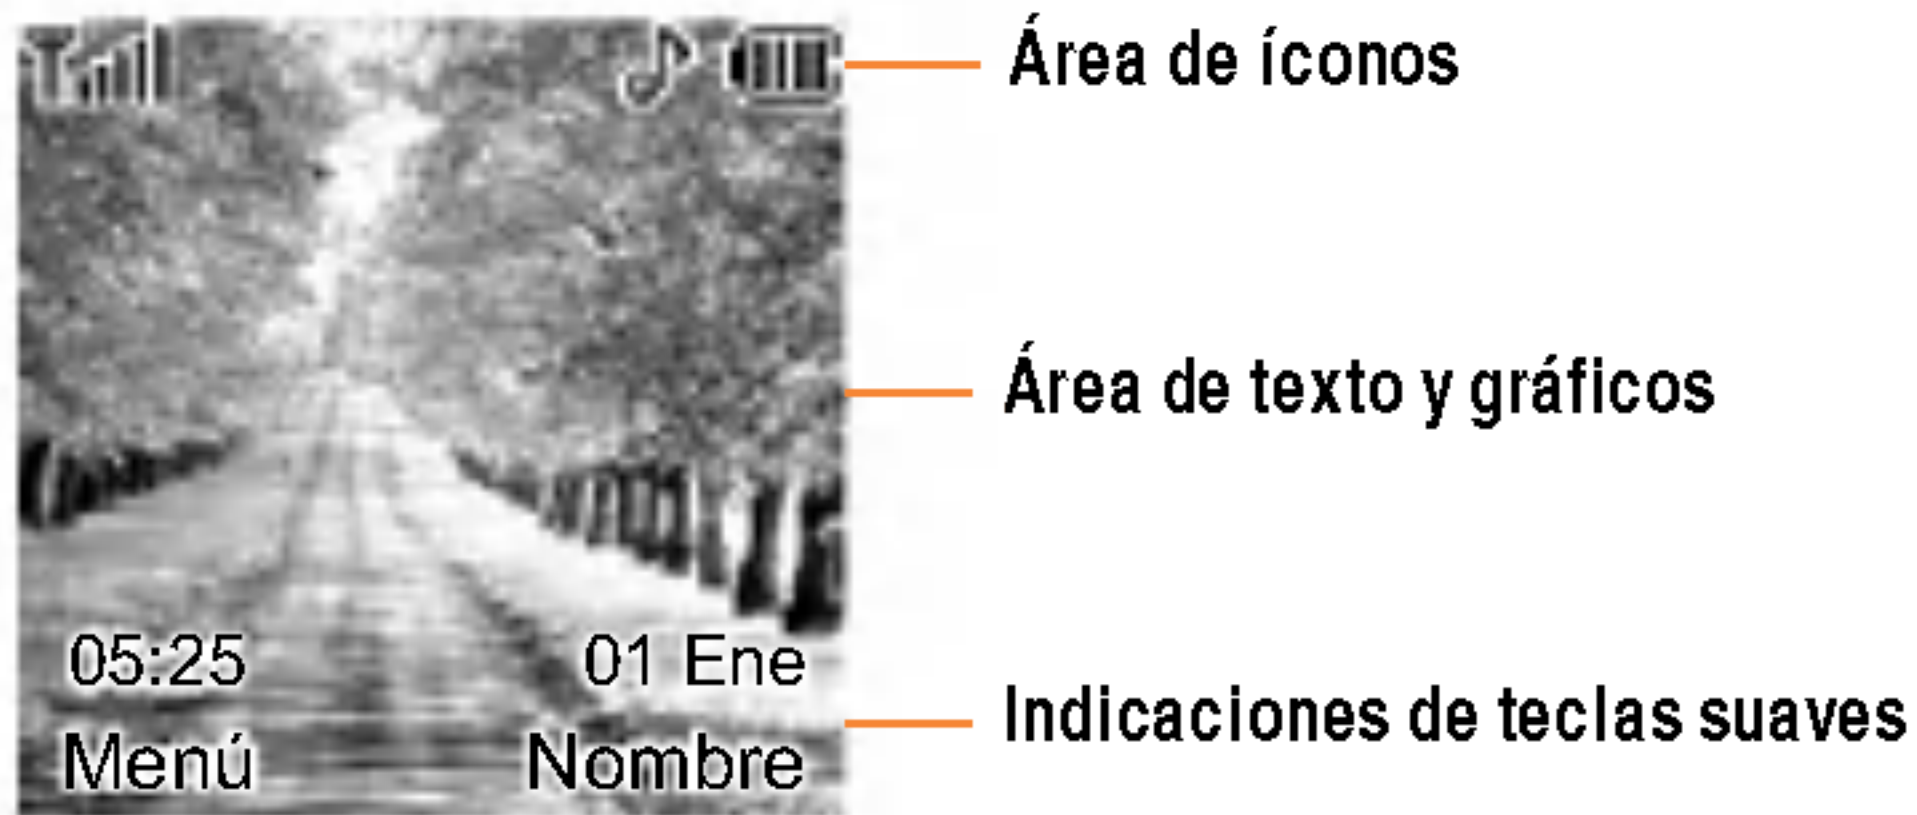 Área de íconos
Área de texto y gráficos
05:25 01 Ene
Indicaciones de teclas suaves
Menú Nombre